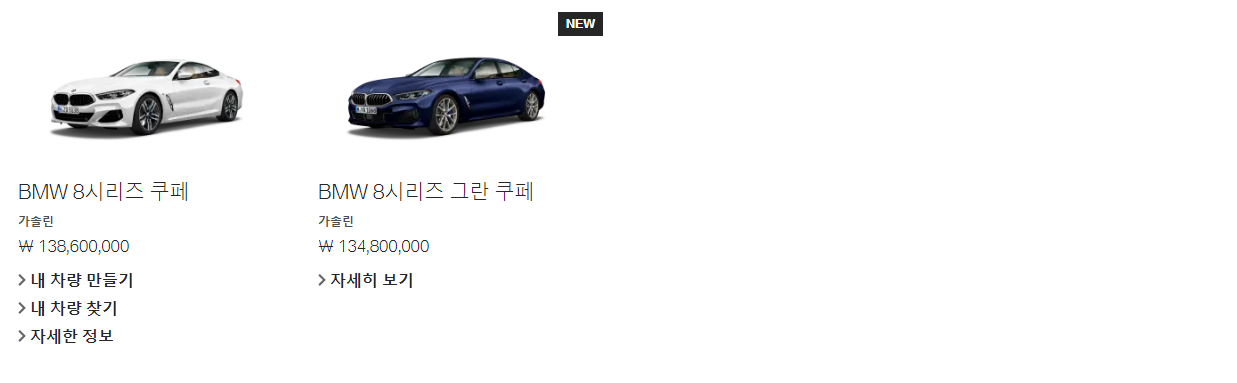 NEW
BMW 8시리즈 쿠페
가솔린
₩ 138,600,000
내 차량 만들기
내 차량 찾기
자세한 정보
BMW 8시리즈 그란 쿠페
가솔린
₩ 134,800,000
자세히 보기